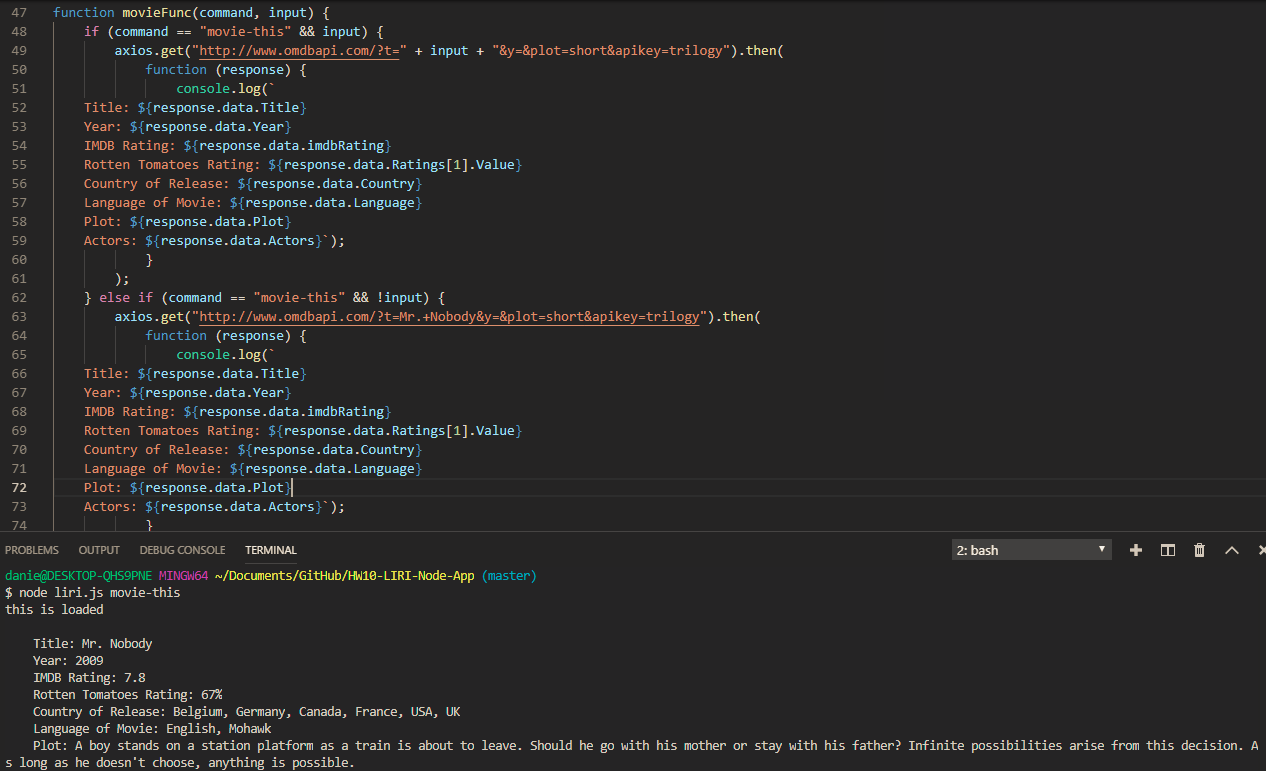 47 function movieFunc(command, input) {
48 if (command == "movie-this" && input) {
49 axios.get("http://www.omdbapi.com/?t=" + input + "&y=&plot=short&apikey=trilogy").then(
50 function (response) {
51 console.log(`
52 Title: ${response.data.Title}
53 Year: ${response.data.Year}
54 IMDB Rating: ${response.data.imdbRating}
55 Rotten Tomatoes Rating: ${response.data.Ratings[1].Value}
56 Country of Release: ${response.data.Country}
57 Language of Movie: ${response.data.Language}
58 Plot: ${response.data.Plot}
59 Actors: ${response.data.Actors}`);
60 }
61 );
62 } else if (command == "movie-this" && !input) {
63 axios.get("http://www.omdbapi.com/?t=Mr.+Nobody&y=&plot=short&apikey=trilogy").then(
64 function (response) {
65 console.log(`
66 Title: ${response.data.Title}
67 Year: ${response.data.Year}
68 IMDB Rating: ${response.data.imdbRating}
69 Rotten Tomatoes Rating: ${response.data.Ratings[1].Value}
70 Country of Release: ${response.data.Country}
71 Language of Movie: ${response.data.Language}
72 Plot: ${response.data.Plot}
73 Actors: ${response.data.Actors}`);
74 }
PROBLEMS OUTPUT DEBUG CONSOLE TERMINAL 2: bash
danie@DESKTOP-QHS9PNE MINGW64 ~/Documents/GitHub/HW10-LIRI-Node-App (master)
$ node liri.js movie-this
this is loaded
Title: Mr. Nobody
Year: 2009
IMDB Rating: 7.8
Rotten Tomatoes Rating: 67%
Country of Release: Belgium, Germany, Canada, France, USA, UK
Language of Movie: English, Mohawk
Plot: A boy stands on a station platform as a train is about to leave. Should he go with his mother or stay with his father? Infinite possibilities arise from this decision. A
s long as he doesn't choose, anything is possible.